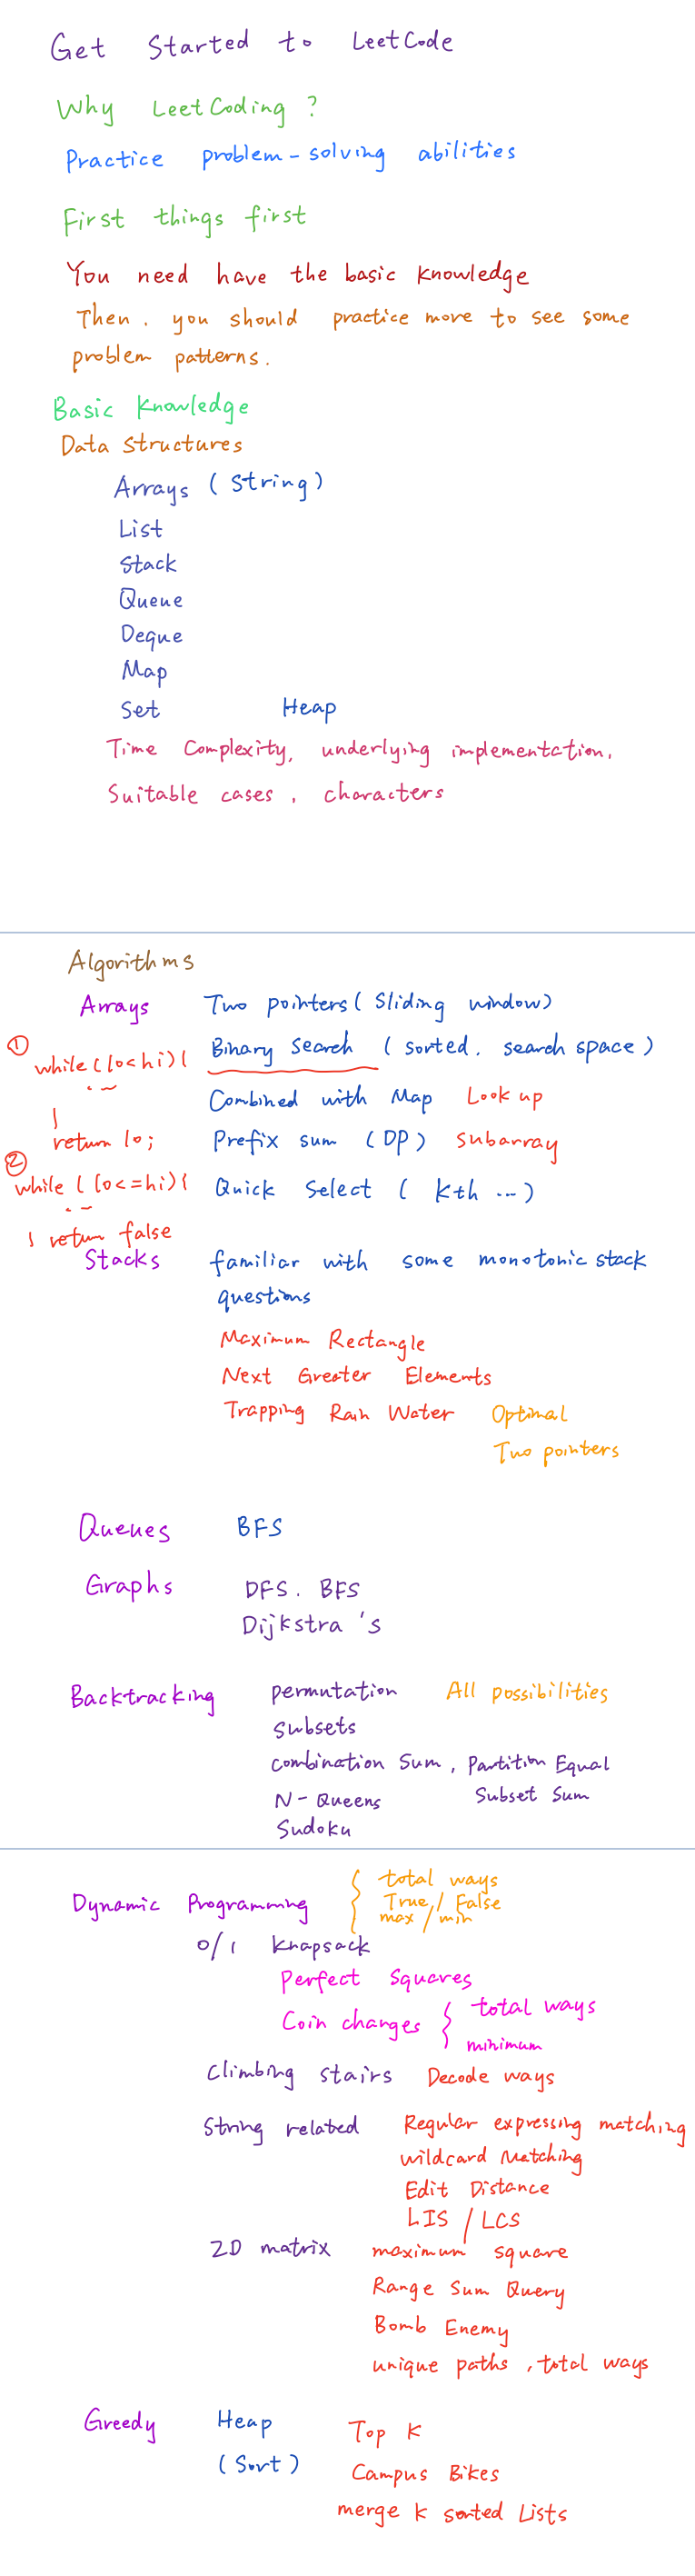 Get Started to LeetCode
Why LeetCoding ?
Practice problem-solving abilities
First things first
You need have the basic knowledge
Then. you should practice more to see some
problem patterns.
Basic Knowledge
Data Structures
Arrays (String)
List
Stack
Queue
Deque
Map
Set Heap
Time Complexity, underlying implementation.
Suitable cases, characters
Algorithms
Arrays Two pointers (Sliding window)
① while (lo<hi) { Binary Search (sorted. search space)
Combined with Map Look up
}
return lo; Prefix sum (DP) Subarray
② while (lo<=hi) { Quick Select (Kth ...)
} return false
Stacks familiar with some monotonic stack
questions
Maximum Rectangle
Next Greater Elements
Trapping Rain Water Optimal
Two pointers
Queues BFS
Graphs DFS. BFS
Dijkstra's
Backtracking permutation All possibilities
Subsets
Combination Sum, Partition Equal
N-Queens Subset Sum
Sudoku
Dynamic Programming { total ways
True / False
max / min
0/1 Knapsack
Perfect Squares
Coin changes { total ways
minimum
Climbing stairs Decode ways
String related Regular expressing matching
wildcard Matching
Edit Distance
LIS / LCS
2D matrix maximum square
Range Sum Query
Bomb Enemy
unique paths, total ways
Greedy Heap Top K
(Sort) Campus Bikes
merge k sorted Lists